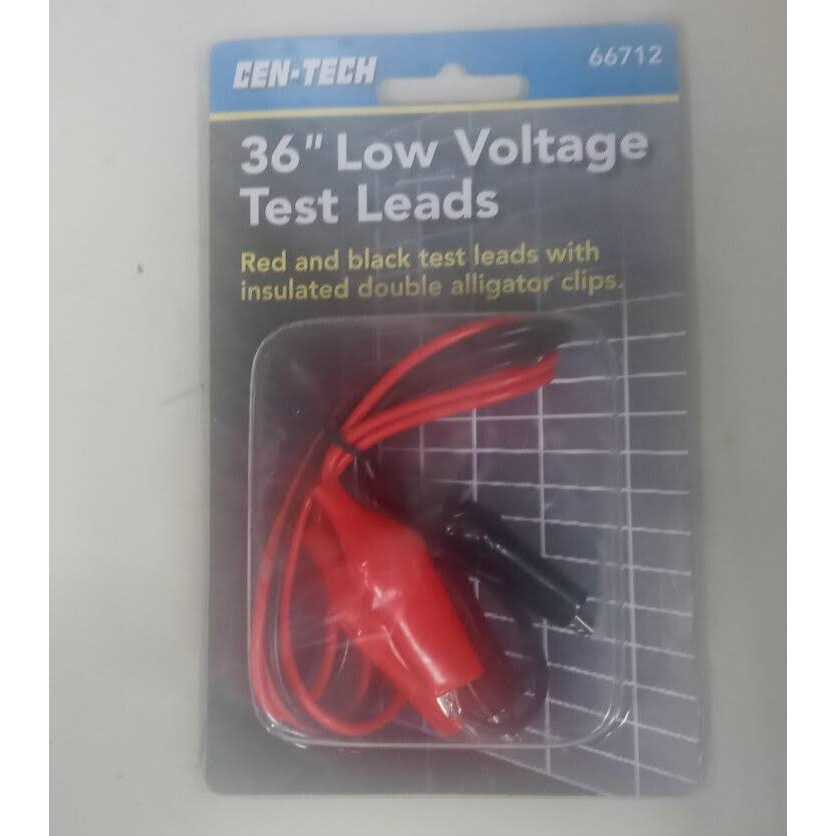 CEN-TECH
66712
36" Low Voltage
Test Leads
Red and black test leads with
insulated double alligator clips.